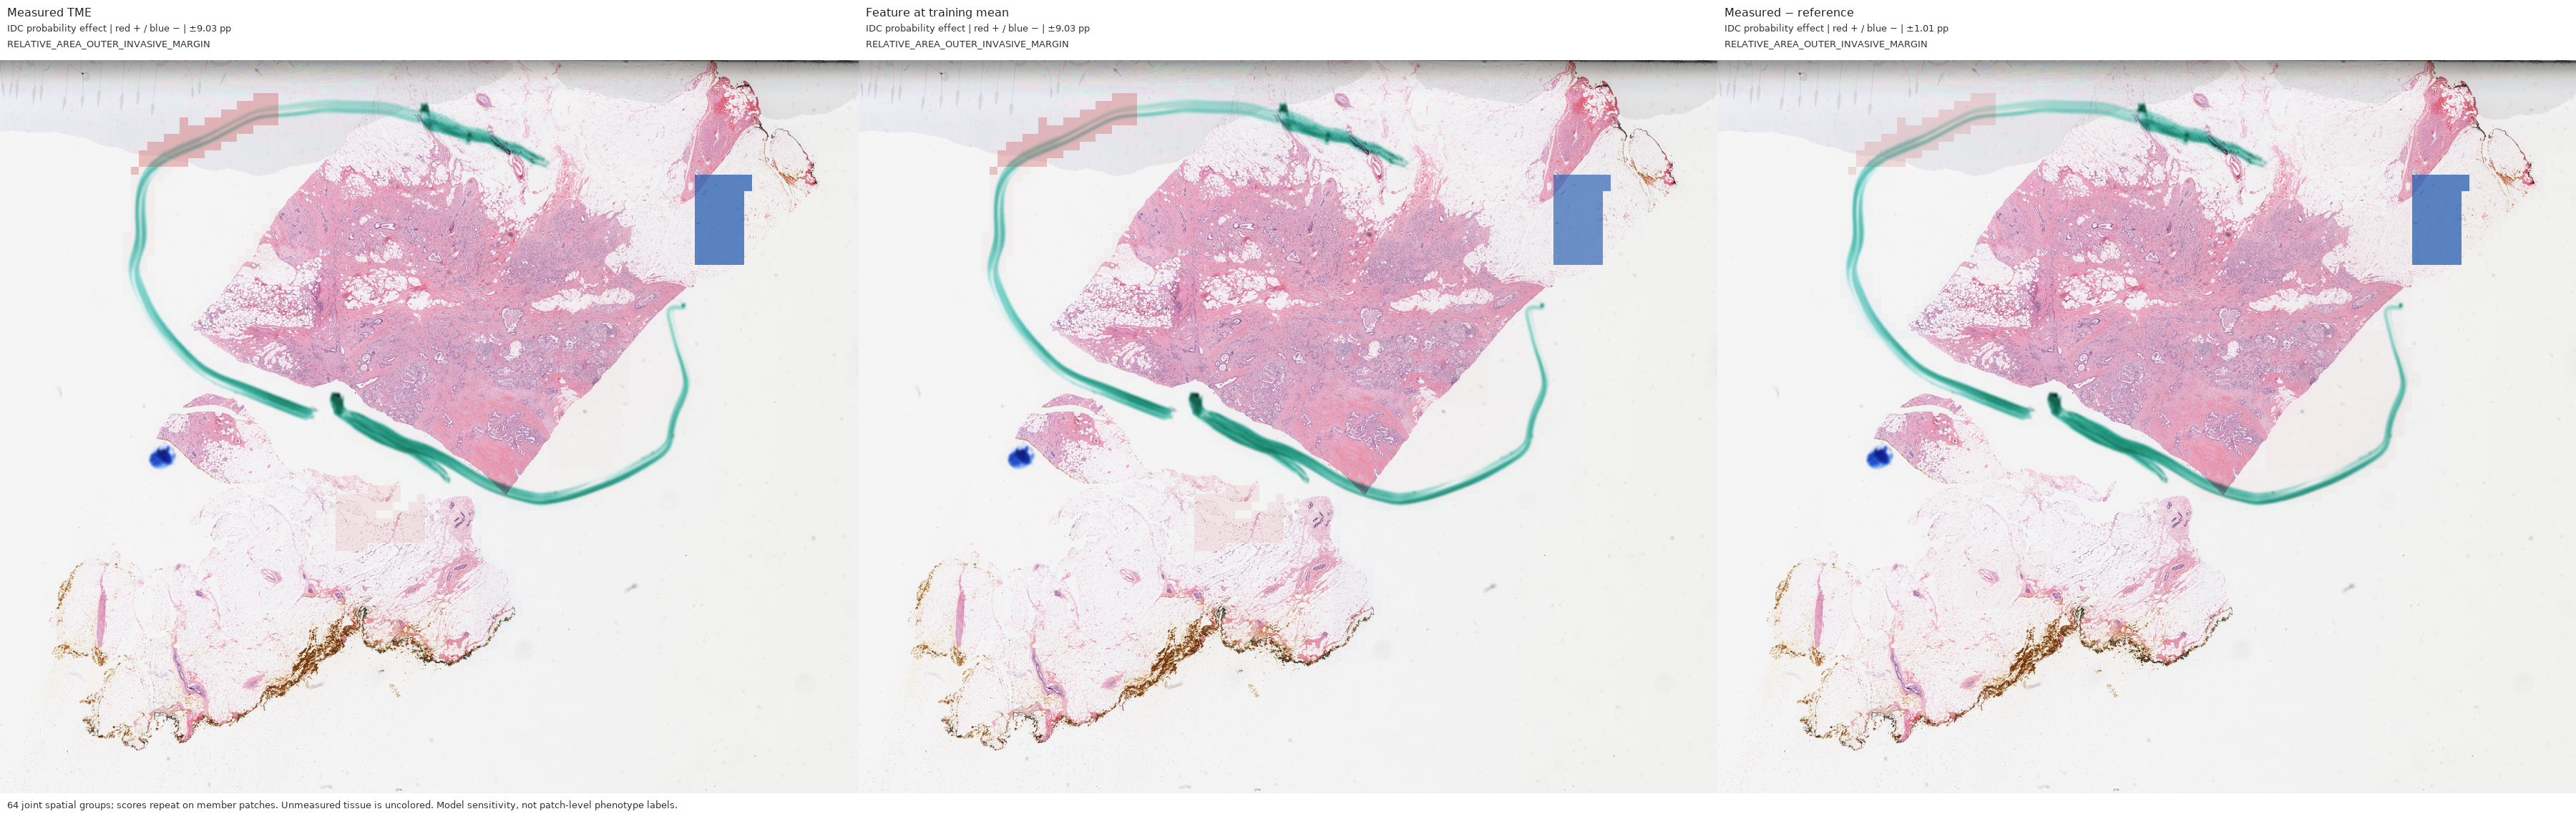 Measured TME
IDC probability effect | red + / blue − | ±9.03 pp
RELATIVE_AREA_OUTER_INVASIVE_MARGIN
Feature at training mean
IDC probability effect | red + / blue − | ±9.03 pp
RELATIVE_AREA_OUTER_INVASIVE_MARGIN
Measured − reference
IDC probability effect | red + / blue − | ±1.01 pp
RELATIVE_AREA_OUTER_INVASIVE_MARGIN
64 joint spatial groups; scores repeat on member patches. Unmeasured tissue is uncolored. Model sensitivity, not patch-level phenotype labels.